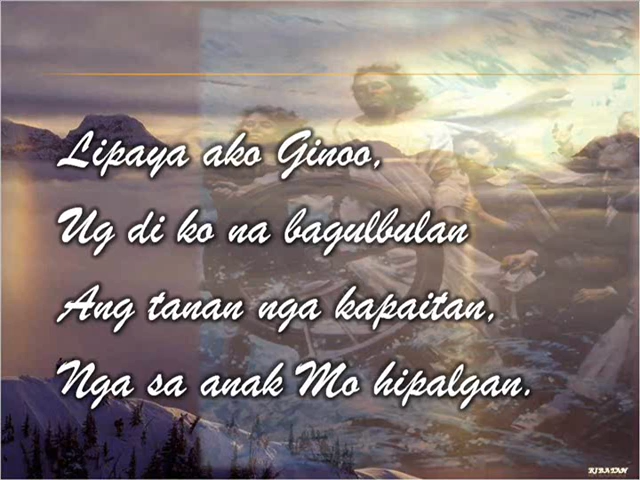 Lipaya ako Ginoo,
Ug di ko na bagulbulan
Ang tanan nga kapaitan,
Nga sa anak Mo hipalgan.